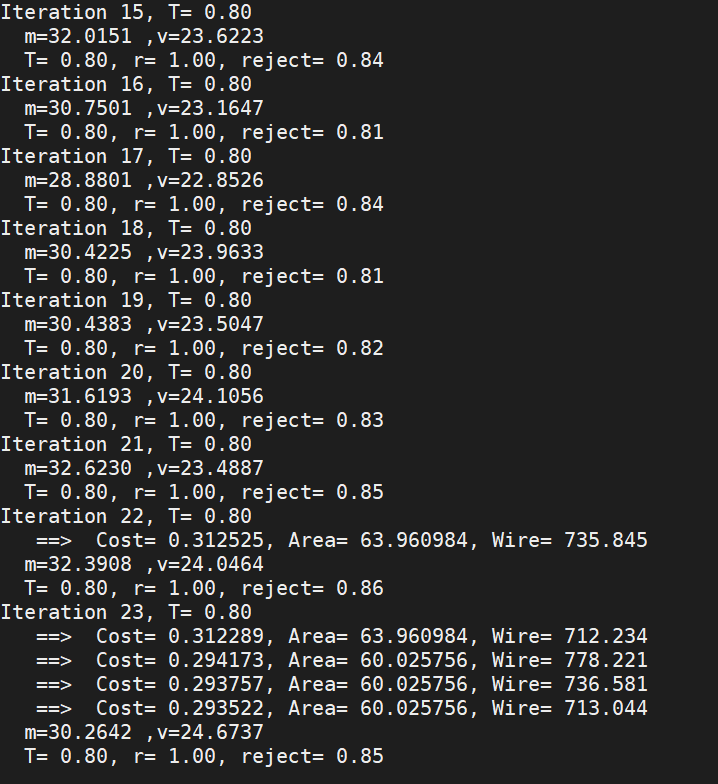 Iteration 15, T= 0.80
  m=32.0151 ,v=23.6223
  T= 0.80, r= 1.00, reject= 0.84
Iteration 16, T= 0.80
  m=30.7501 ,v=23.1647
  T= 0.80, r= 1.00, reject= 0.81
Iteration 17, T= 0.80
  m=28.8801 ,v=22.8526
  T= 0.80, r= 1.00, reject= 0.84
Iteration 18, T= 0.80
  m=30.4225 ,v=23.9633
  T= 0.80, r= 1.00, reject= 0.81
Iteration 19, T= 0.80
  m=30.4383 ,v=23.5047
  T= 0.80, r= 1.00, reject= 0.82
Iteration 20, T= 0.80
  m=31.6193 ,v=24.1056
  T= 0.80, r= 1.00, reject= 0.83
Iteration 21, T= 0.80
  m=32.6230 ,v=23.4887
  T= 0.80, r= 1.00, reject= 0.85
Iteration 22, T= 0.80
   ==>  Cost= 0.312525, Area= 63.960984, Wire= 735.845
  m=32.3908 ,v=24.0464
  T= 0.80, r= 1.00, reject= 0.86
Iteration 23, T= 0.80
   ==>  Cost= 0.312289, Area= 63.960984, Wire= 712.234
   ==>  Cost= 0.294173, Area= 60.025756, Wire= 778.221
   ==>  Cost= 0.293757, Area= 60.025756, Wire= 736.581
   ==>  Cost= 0.293522, Area= 60.025756, Wire= 713.044
  m=30.2642 ,v=24.6737
  T= 0.80, r= 1.00, reject= 0.85